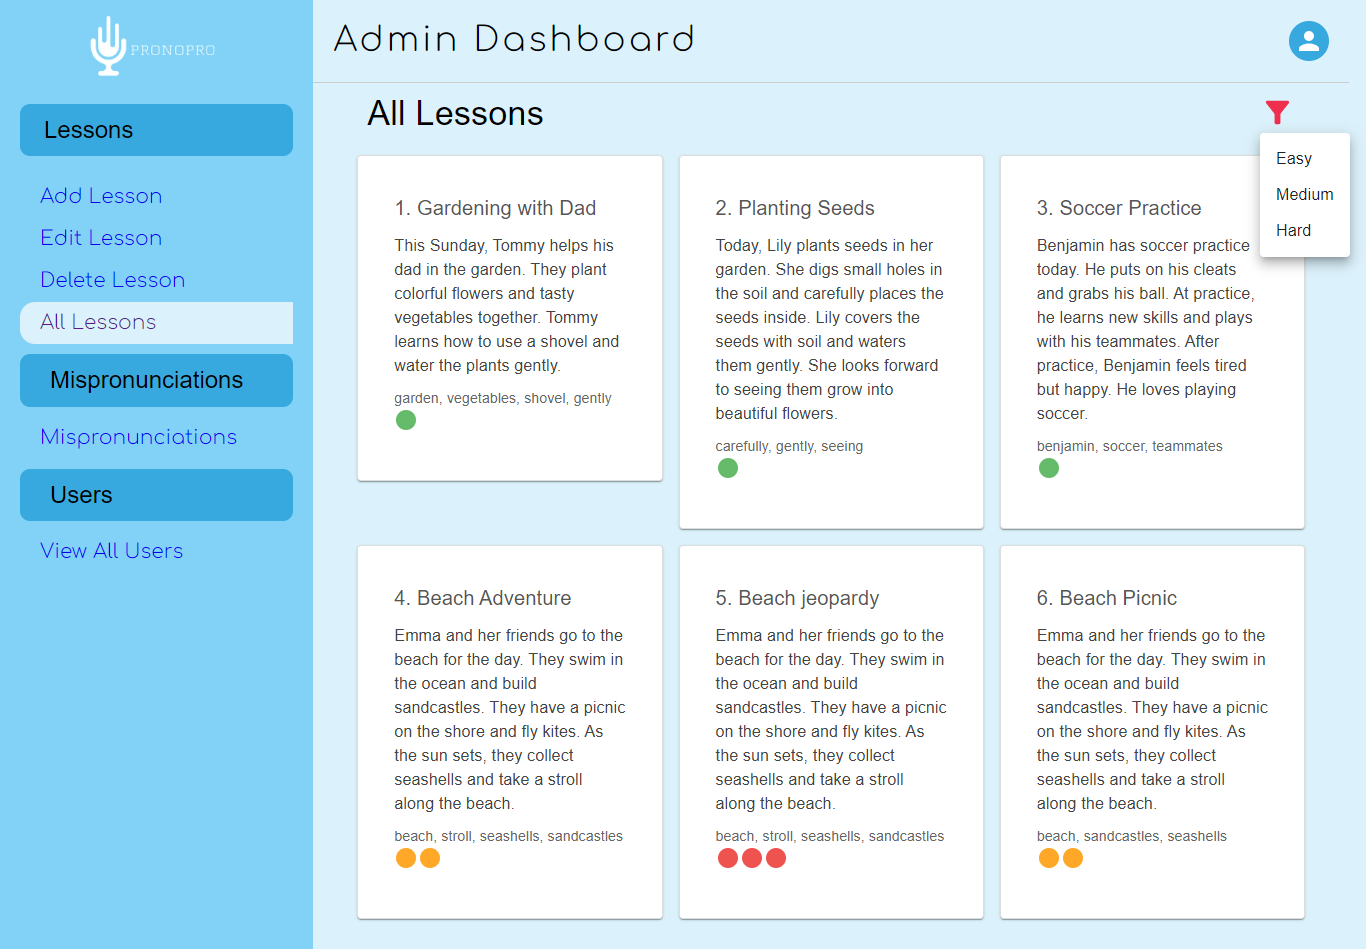 PRONOPRO
Admin Dashboard
Lessons
Add Lesson
Edit Lesson
Delete Lesson
All Lessons
Mispronunciations
Mispronunciations
Users
View All Users
All Lessons
Easy
Medium
Hard
1. Gardening with Dad
This Sunday, Tommy helps his
dad in the garden. They plant
colorful flowers and tasty
vegetables together. Tommy
learns how to use a shovel and
water the plants gently.
garden, vegetables, shovel, gently
2. Planting Seeds
Today, Lily plants seeds in her
garden. She digs small holes in
the soil and carefully places the
seeds inside. Lily covers the
seeds with soil and waters
them gently. She looks forward
to seeing them grow into
beautiful flowers.
carefully, gently, seeing
3. Soccer Practice
Benjamin has soccer practice
today. He puts on his cleats
and grabs his ball. At practice,
he learns new skills and plays
with his teammates. After
practice, Benjamin feels tired
but happy. He loves playing
soccer.
benjamin, soccer, teammates
4. Beach Adventure
Emma and her friends go to the
beach for the day. They swim in
the ocean and build
sandcastles. They have a picnic
on the shore and fly kites. As
the sun sets, they collect
seashells and take a stroll
along the beach.
beach, stroll, seashells, sandcastles
5. Beach jeopardy
Emma and her friends go to the
beach for the day. They swim in
the ocean and build
sandcastles. They have a picnic
on the shore and fly kites. As
the sun sets, they collect
seashells and take a stroll
along the beach.
beach, stroll, seashells, sandcastles
6. Beach Picnic
Emma and her friends go to the
beach for the day. They swim in
the ocean and build
sandcastles. They have a picnic
on the shore and fly kites. As
the sun sets, they collect
seashells and take a stroll
along the beach.
beach, sandcastles, seashells